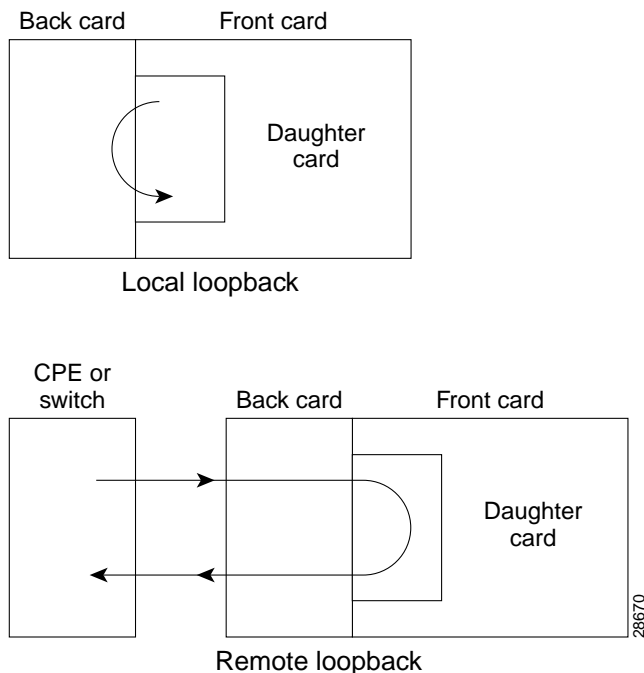 Back card
Front card
Daughter
card
Local loopback
CPE or
switch
Back card
Front card
Daughter
card
28670
Remote loopback